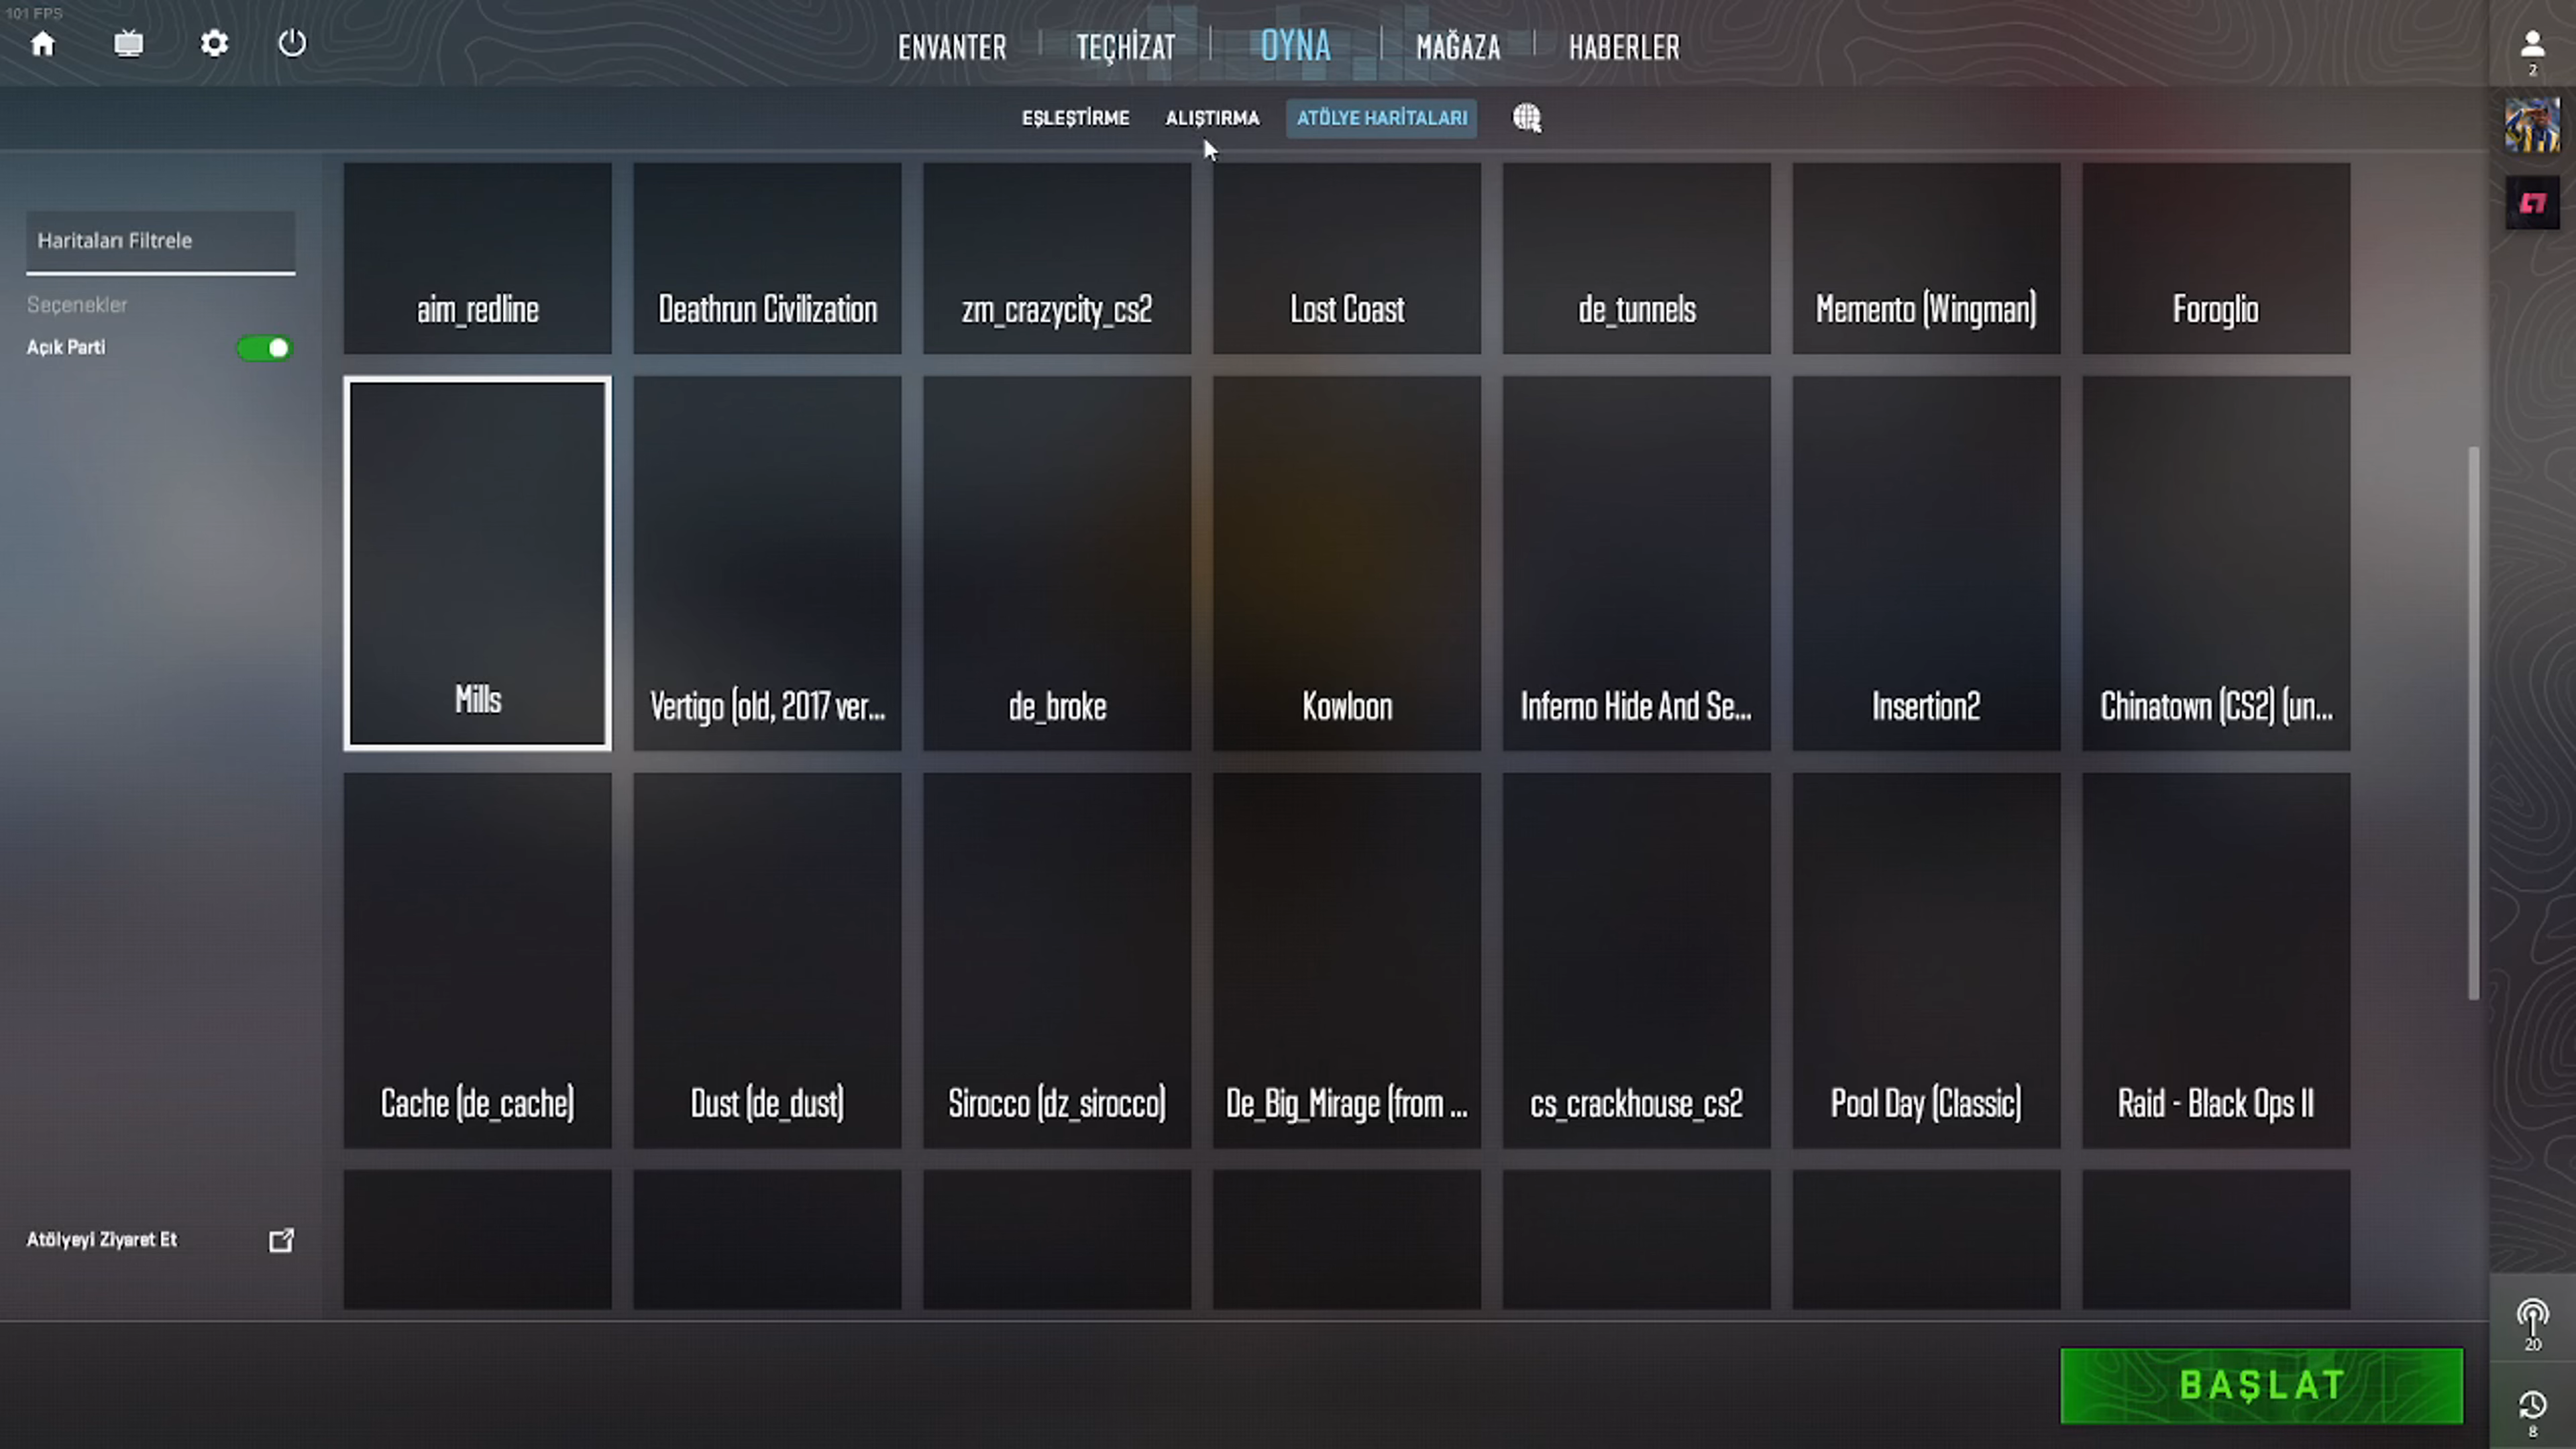 101 FPS
ENVANTER
TEÇHİZAT
OYNA
MAĞAZA
HABERLER
2
EŞLEŞTİRME
ALIŞTIRMA
ATÖLYE HARİTALARI
Haritaları Filtrele
Seçenekler
Açık Parti
aim_redline
Deathrun Civilization
zm_crazycity_cs2
Lost Coast
de_tunnels
Memento (Wingman)
Foroglio
Mills
Vertigo (old, 2017 ver...
de_broke
Kowloon
Inferno Hide And Se...
Insertion2
Chinatown (CS2) (un...
Cache (de_cache)
Dust (de_dust)
Sirocco (dz_sirocco)
De_Big_Mirage (from ...
cs_crackhouse_cs2
Pool Day (Classic)
Raid - Black Ops II
Atölyeyi Ziyaret Et
20
BAŞLAT
8